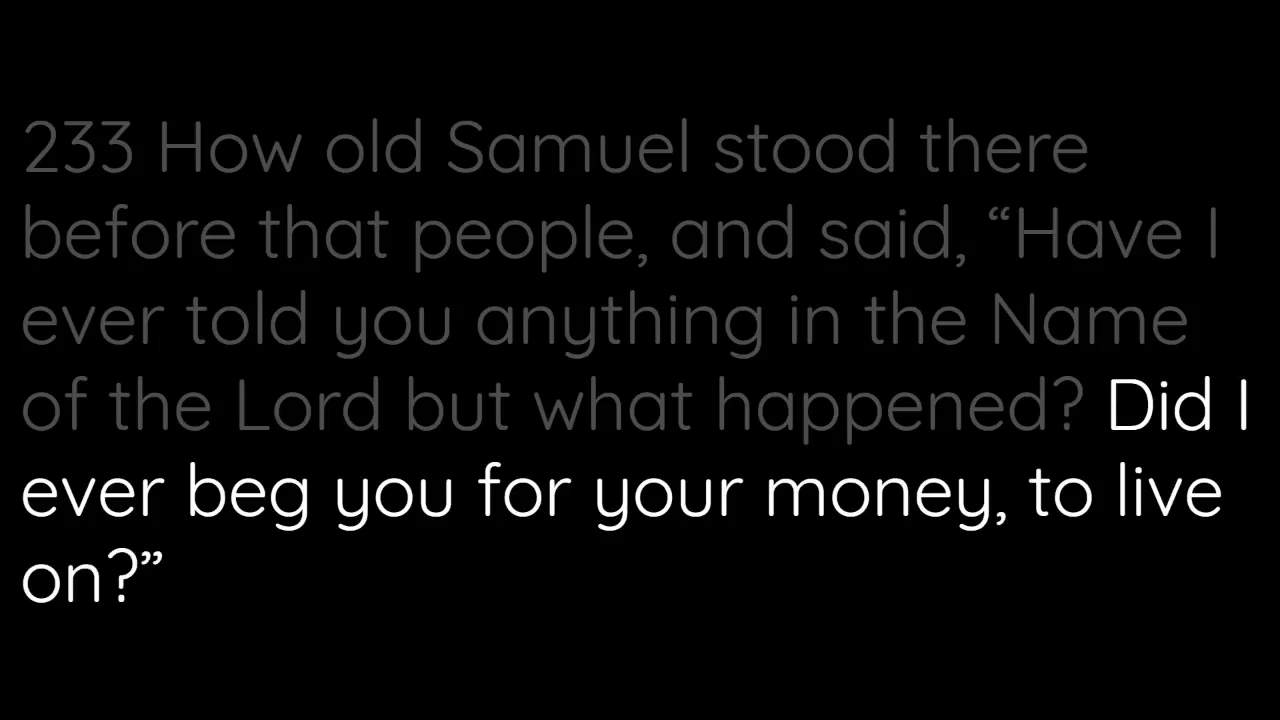 233 How old Samuel stood there
before that people, and said, “Have I
ever told you anything in the Name
of the Lord but what happened? Did I
ever beg you for your money, to live
on?”